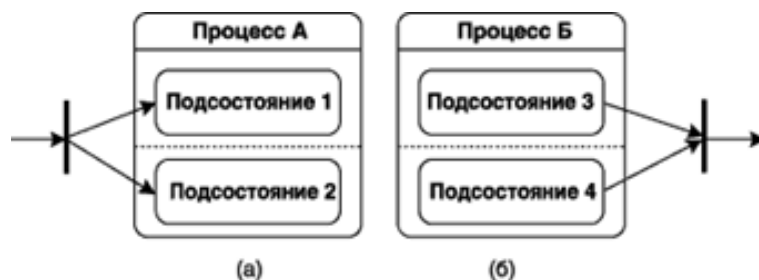 Процесс А
Подсостояние 1
Подсостояние 2
(а)
Процесс Б
Подсостояние 3
Подсостояние 4
(б)